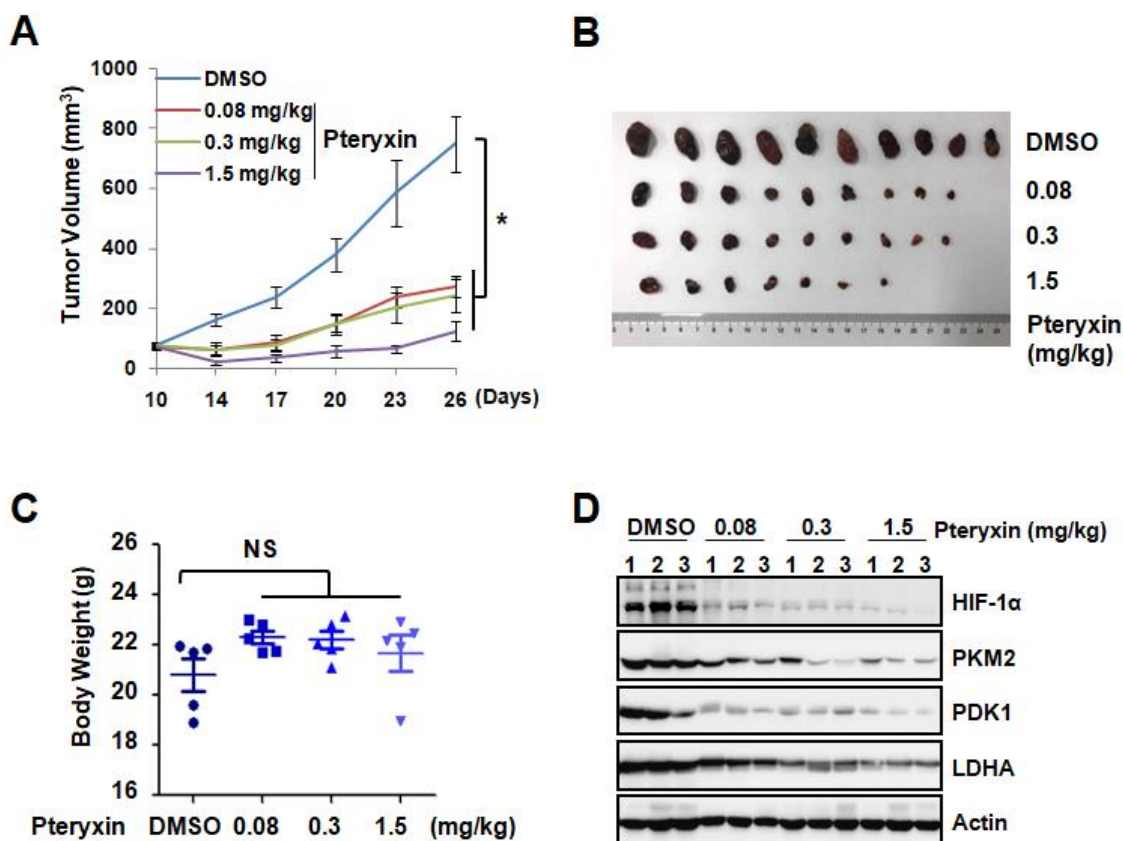 A
1000
800
600
400
200
0
Tumor Volume (mm³)
DMSO
0.08 mg/kg
0.3 mg/kg
1.5 mg/kg
Pteryxin
*
10 14 17 20 23 26 (Days)
B
DMSO
0.08
0.3
1.5
Pteryxin
(mg/kg)
C
26
24
22
20
18
16
Body Weight (g)
NS
Pteryxin DMSO 0.08 0.3 1.5 (mg/kg)
D
DMSO 0.08 0.3 1.5 Pteryxin (mg/kg)
1 2 3 1 2 3 1 2 3 1 2 3
HIF-1α
PKM2
PDK1
LDHA
Actin